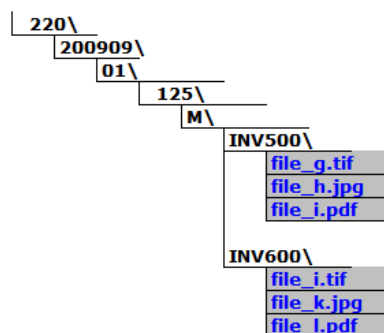 220\
200909\
01\
125\
M\
INV500\
file_g.tif
file_h.jpg
file_i.pdf
INV600\
file_i.tif
file_k.jpg
file_l.pdf